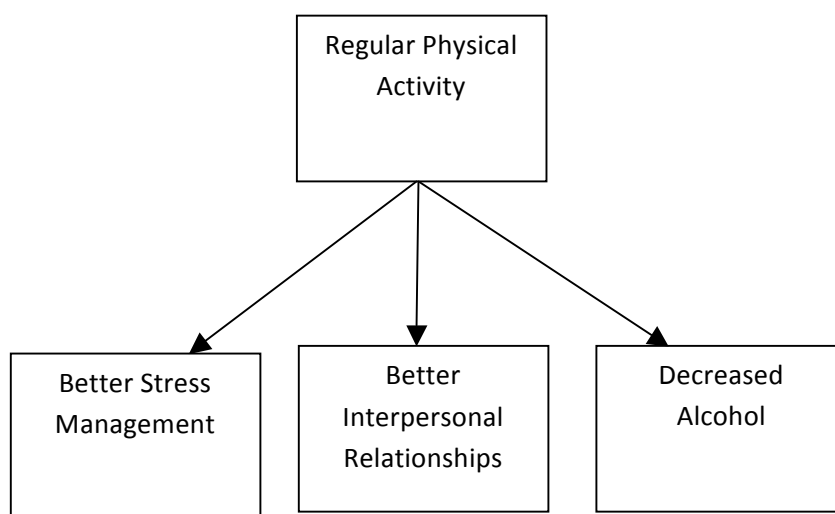 Regular Physical
Activity
Better Stress
Management
Better
Interpersonal
Relationships
Decreased
Alcohol